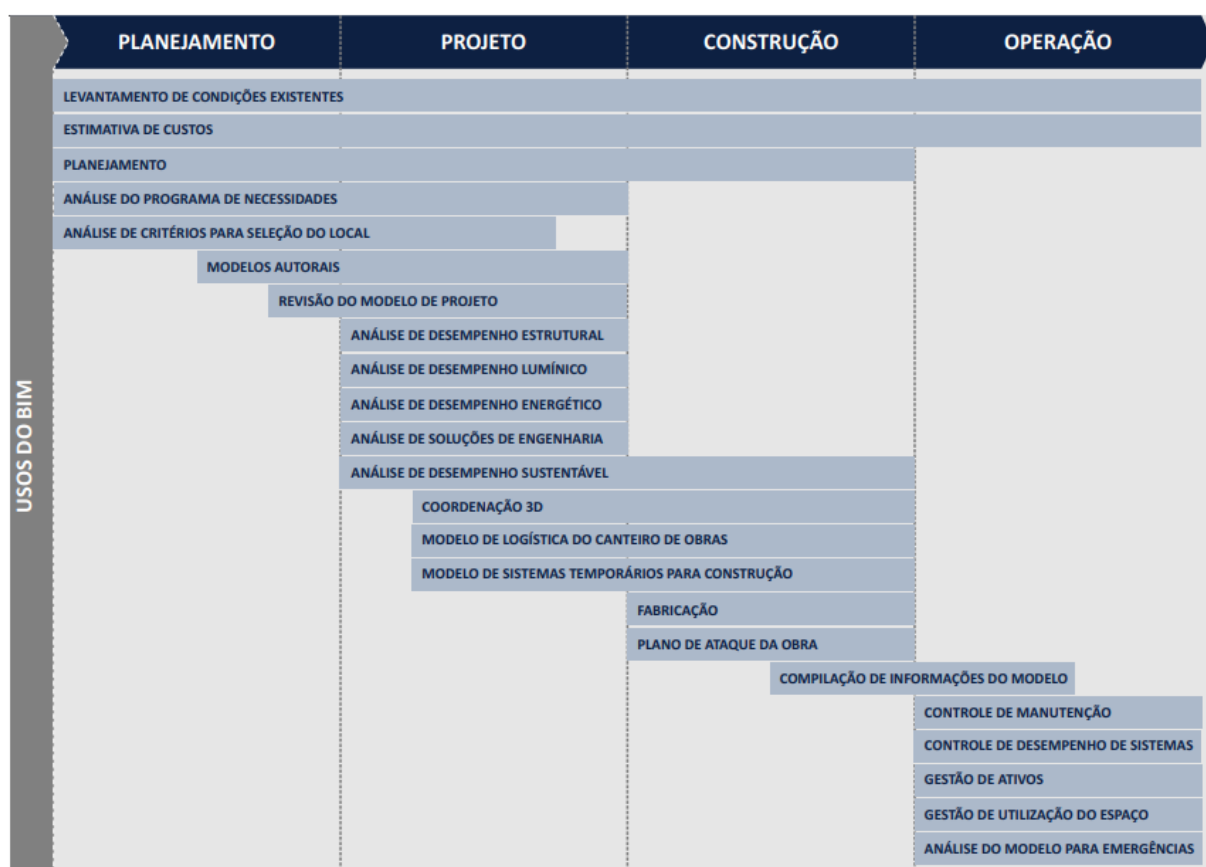 PLANEJAMENTO
PROJETO
CONSTRUÇÃO
OPERAÇÃO
USOS DO BIM
LEVANTAMENTO DE CONDIÇÕES EXISTENTES
ESTIMATIVA DE CUSTOS
PLANEJAMENTO
ANÁLISE DO PROGRAMA DE NECESSIDADES
ANÁLISE DE CRITÉRIOS PARA SELEÇÃO DO LOCAL
MODELOS AUTORAIS
REVISÃO DO MODELO DE PROJETO
ANÁLISE DE DESEMPENHO ESTRUTURAL
ANÁLISE DE DESEMPENHO LUMÍNICO
ANÁLISE DE DESEMPENHO ENERGÉTICO
ANÁLISE DE SOLUÇÕES DE ENGENHARIA
ANÁLISE DE DESEMPENHO SUSTENTÁVEL
COORDENAÇÃO 3D
MODELO DE LOGÍSTICA DO CANTEIRO DE OBRAS
MODELO DE SISTEMAS TEMPORÁRIOS PARA CONSTRUÇÃO
FABRICAÇÃO
PLANO DE ATAQUE DA OBRA
COMPILAÇÃO DE INFORMAÇÕES DO MODELO
CONTROLE DE MANUTENÇÃO
CONTROLE DE DESEMPENHO DE SISTEMAS
GESTÃO DE ATIVOS
GESTÃO DE UTILIZAÇÃO DO ESPAÇO
ANÁLISE DO MODELO PARA EMERGÊNCIAS